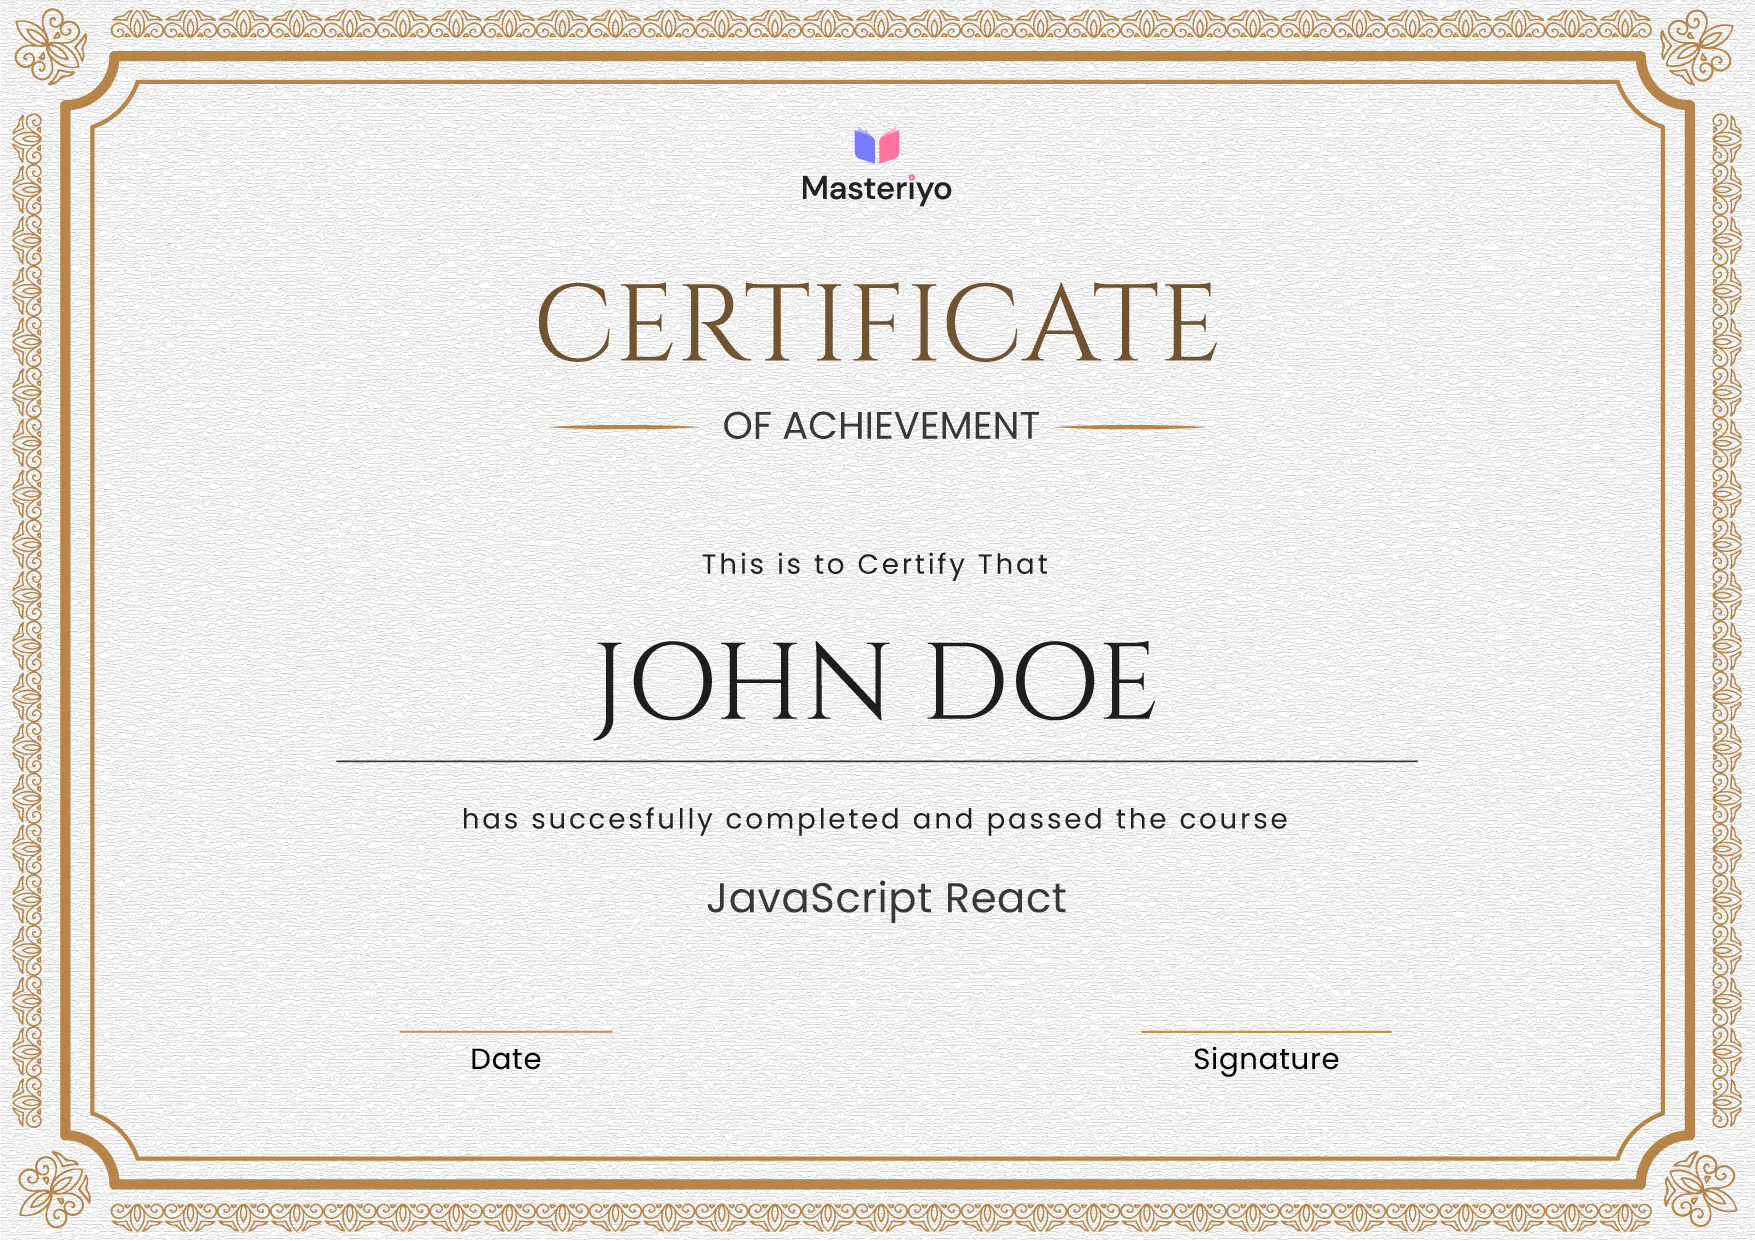 Masteriyo
CERTIFICATE
OF ACHIEVEMENT
This is to Certify That
JOHN DOE
has succesfully completed and passed the course
JavaScript React
Date
Signature